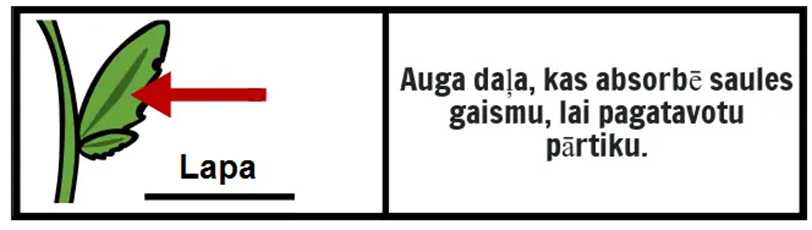 Lapa
Auga daļa, kas absorbē saules
gaismu, lai pagatavotu
pārtiku.